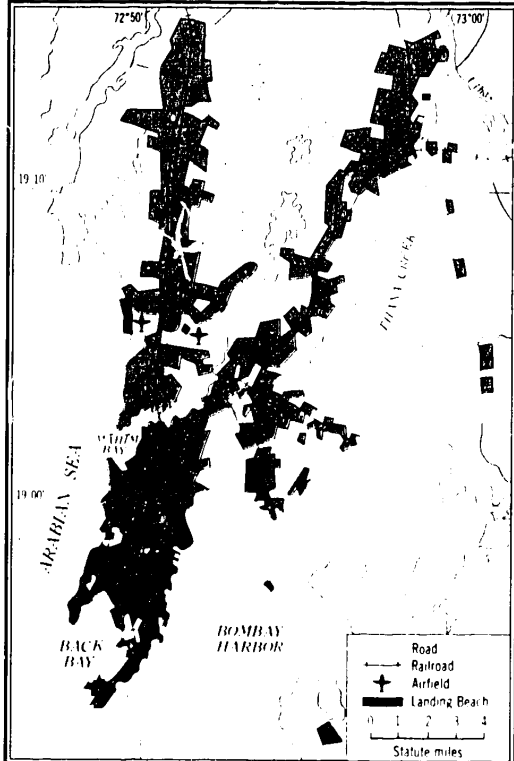 72°50'
73°00'
19°10'
THANA CREEK
MAHIM
BAY
ARABIAN SEA
19°00'
BACK
BAY
BOMBAY
HARBOR
Road
Railroad
Airfield
Landing Beach
0 1 2 3 4
Statute miles